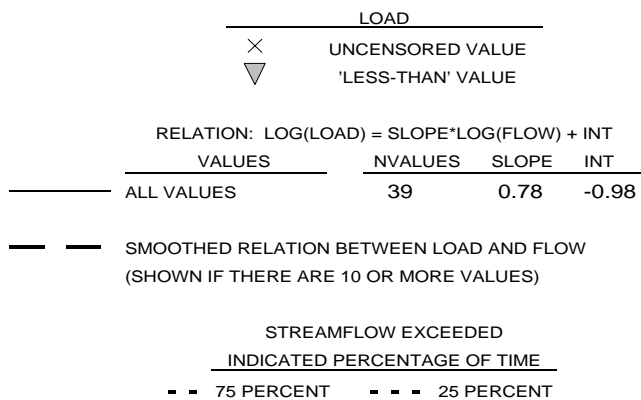 LOAD
UNCENSORED VALUE
'LESS-THAN' VALUE
RELATION: LOG(LOAD) = SLOPE*LOG(FLOW) + INT
VALUES NVALUES SLOPE INT
ALL VALUES 39 0.78 -0.98
SMOOTHED RELATION BETWEEN LOAD AND FLOW
(SHOWN IF THERE ARE 10 OR MORE VALUES)
STREAMFLOW EXCEEDED
INDICATED PERCENTAGE OF TIME
75 PERCENT 25 PERCENT